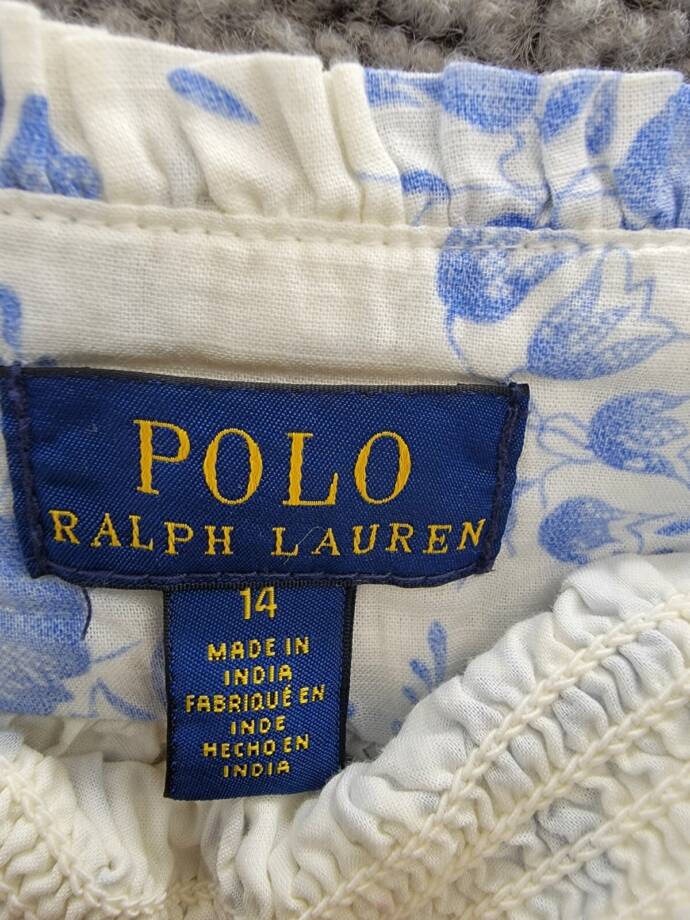 POLO
RALPH LAUREN
14
MADE IN
INDIA
FABRIQUÉ EN
INDE
HECHO EN
INDIA